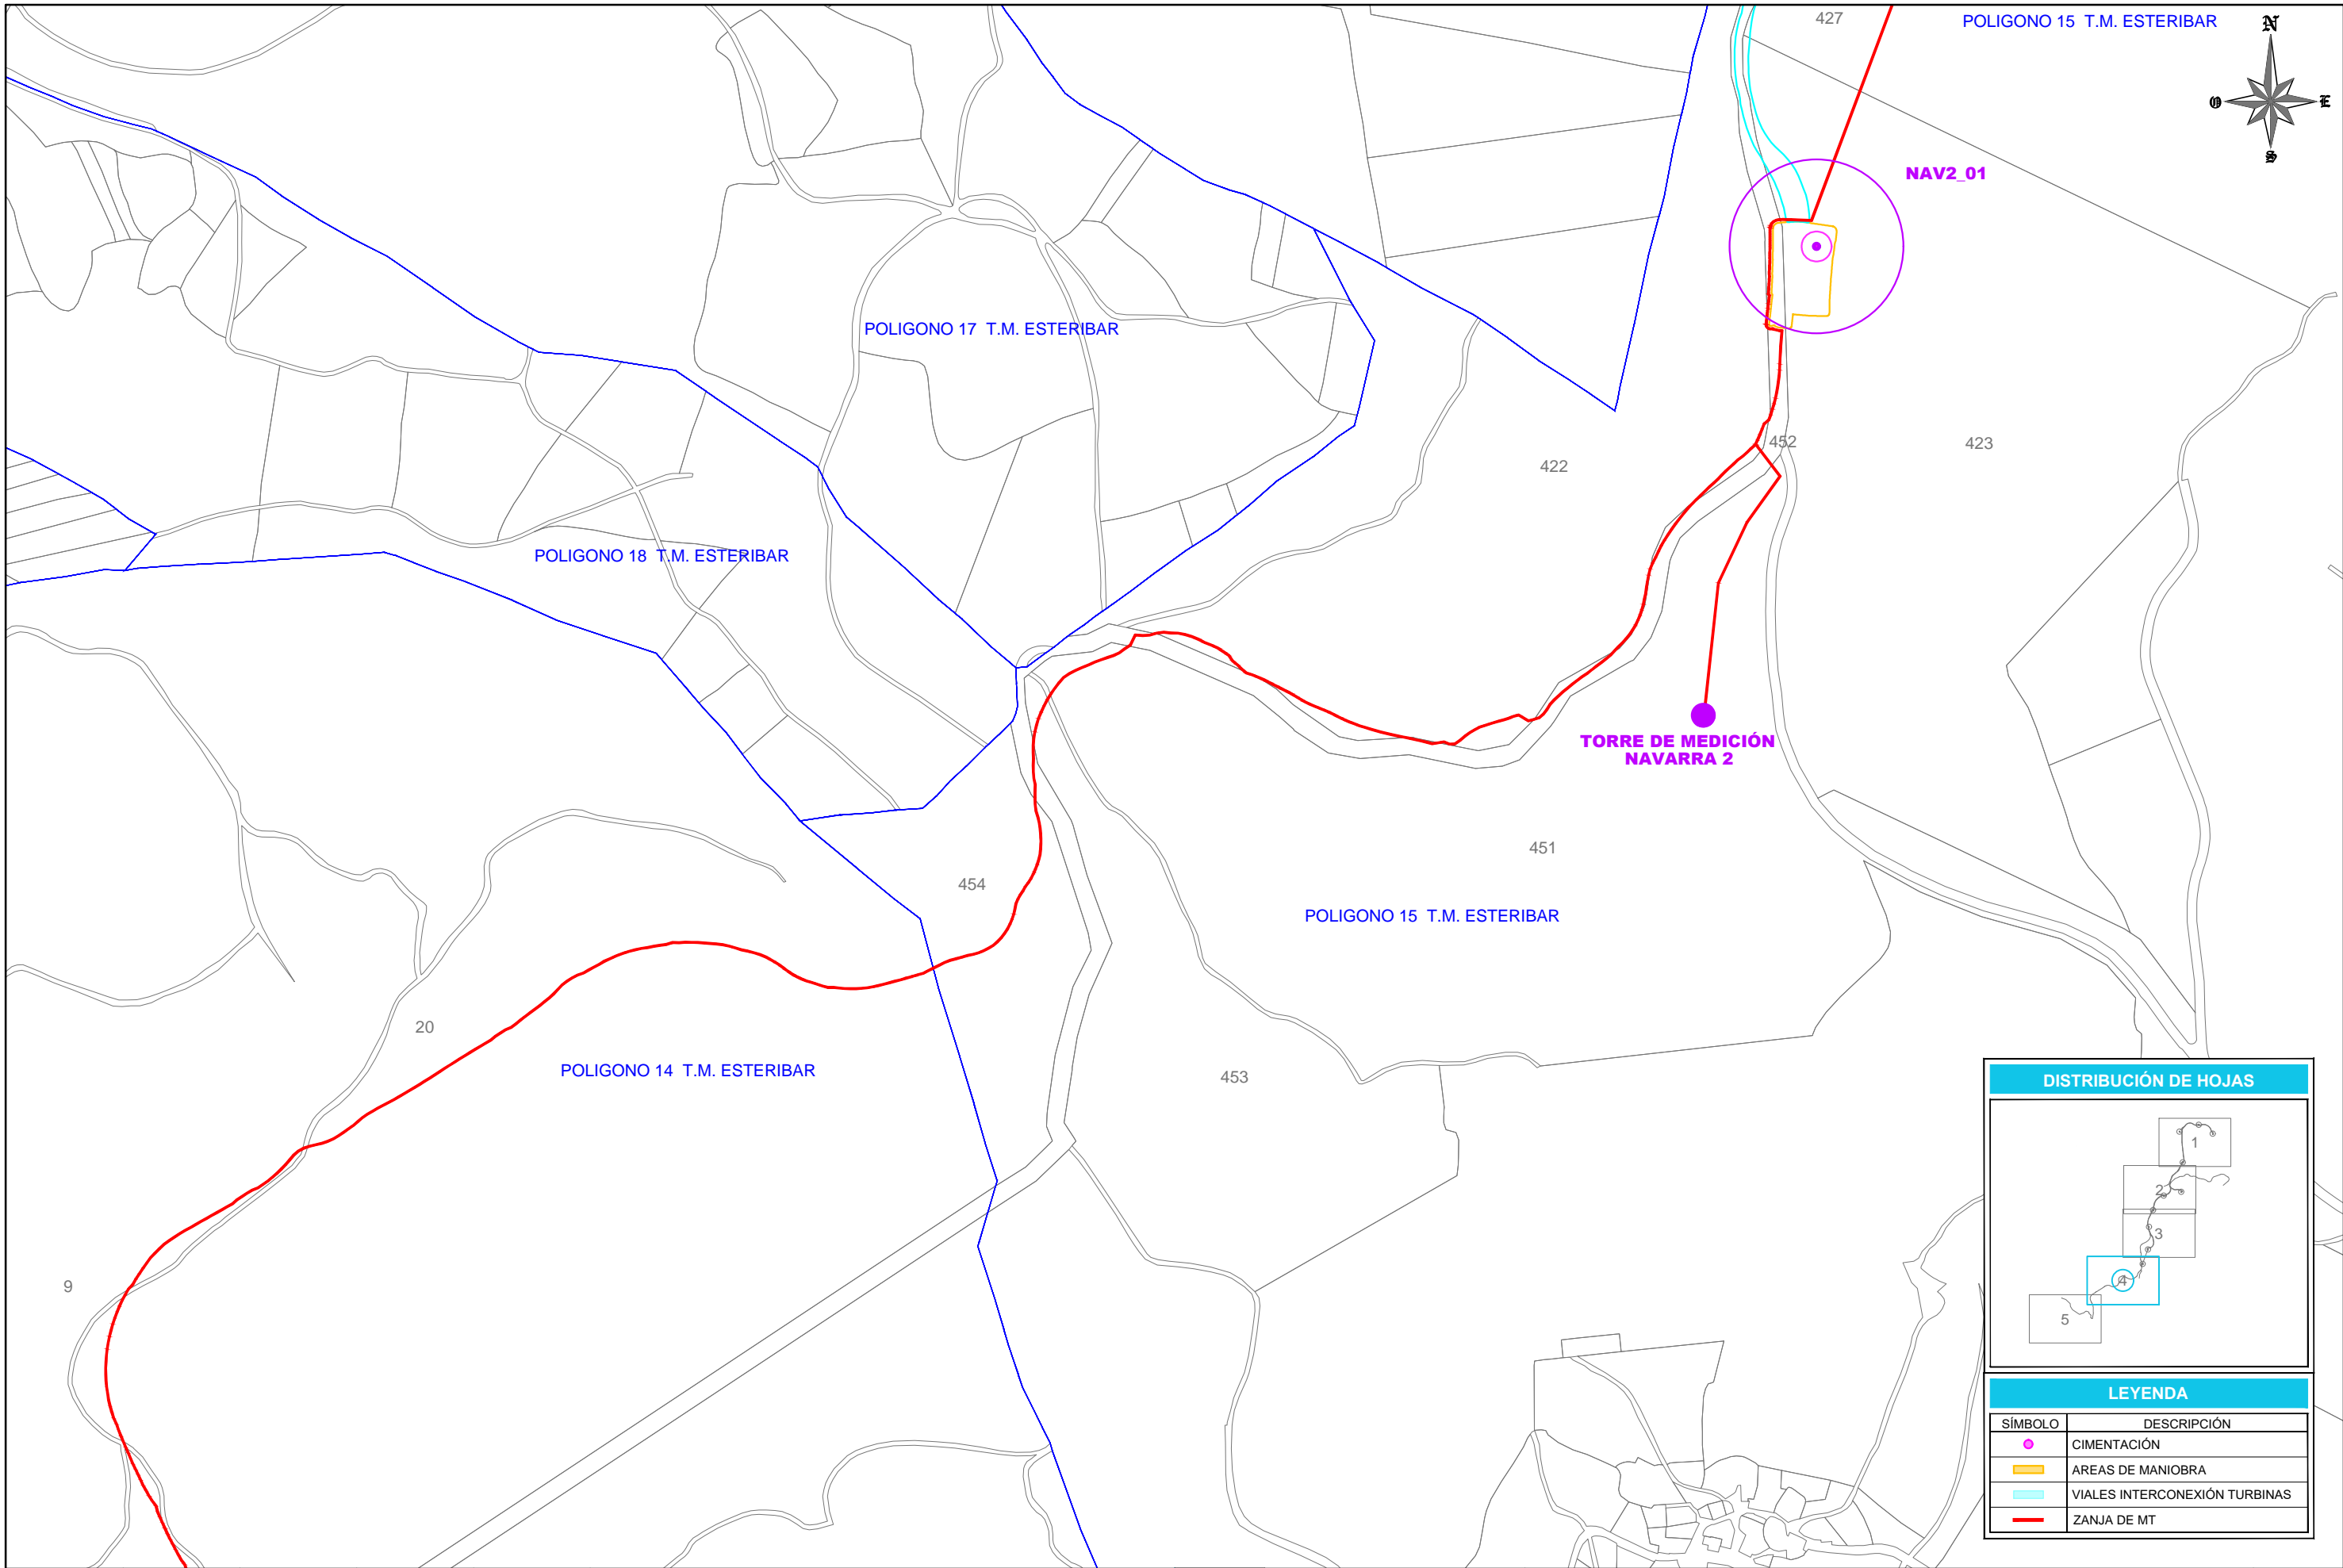 427
POLIGONO 15 T.M. ESTERIBAR
N
O
E
S
NAV2_01
POLIGONO 17 T.M. ESTERIBAR
452
423
422
POLIGONO 18 T.M. ESTERIBAR
TORRE DE MEDICIÓN
NAVARRA 2
451
454
POLIGONO 15 T.M. ESTERIBAR
20
POLIGONO 14 T.M. ESTERIBAR
453
9
DISTRIBUCIÓN DE HOJAS
1
2
3
4
5
LEYENDA
SÍMBOLO DESCRIPCIÓN
CIMENTACIÓN
AREAS DE MANIOBRA
VIALES INTERCONEXIÓN TURBINAS
ZANJA DE MT